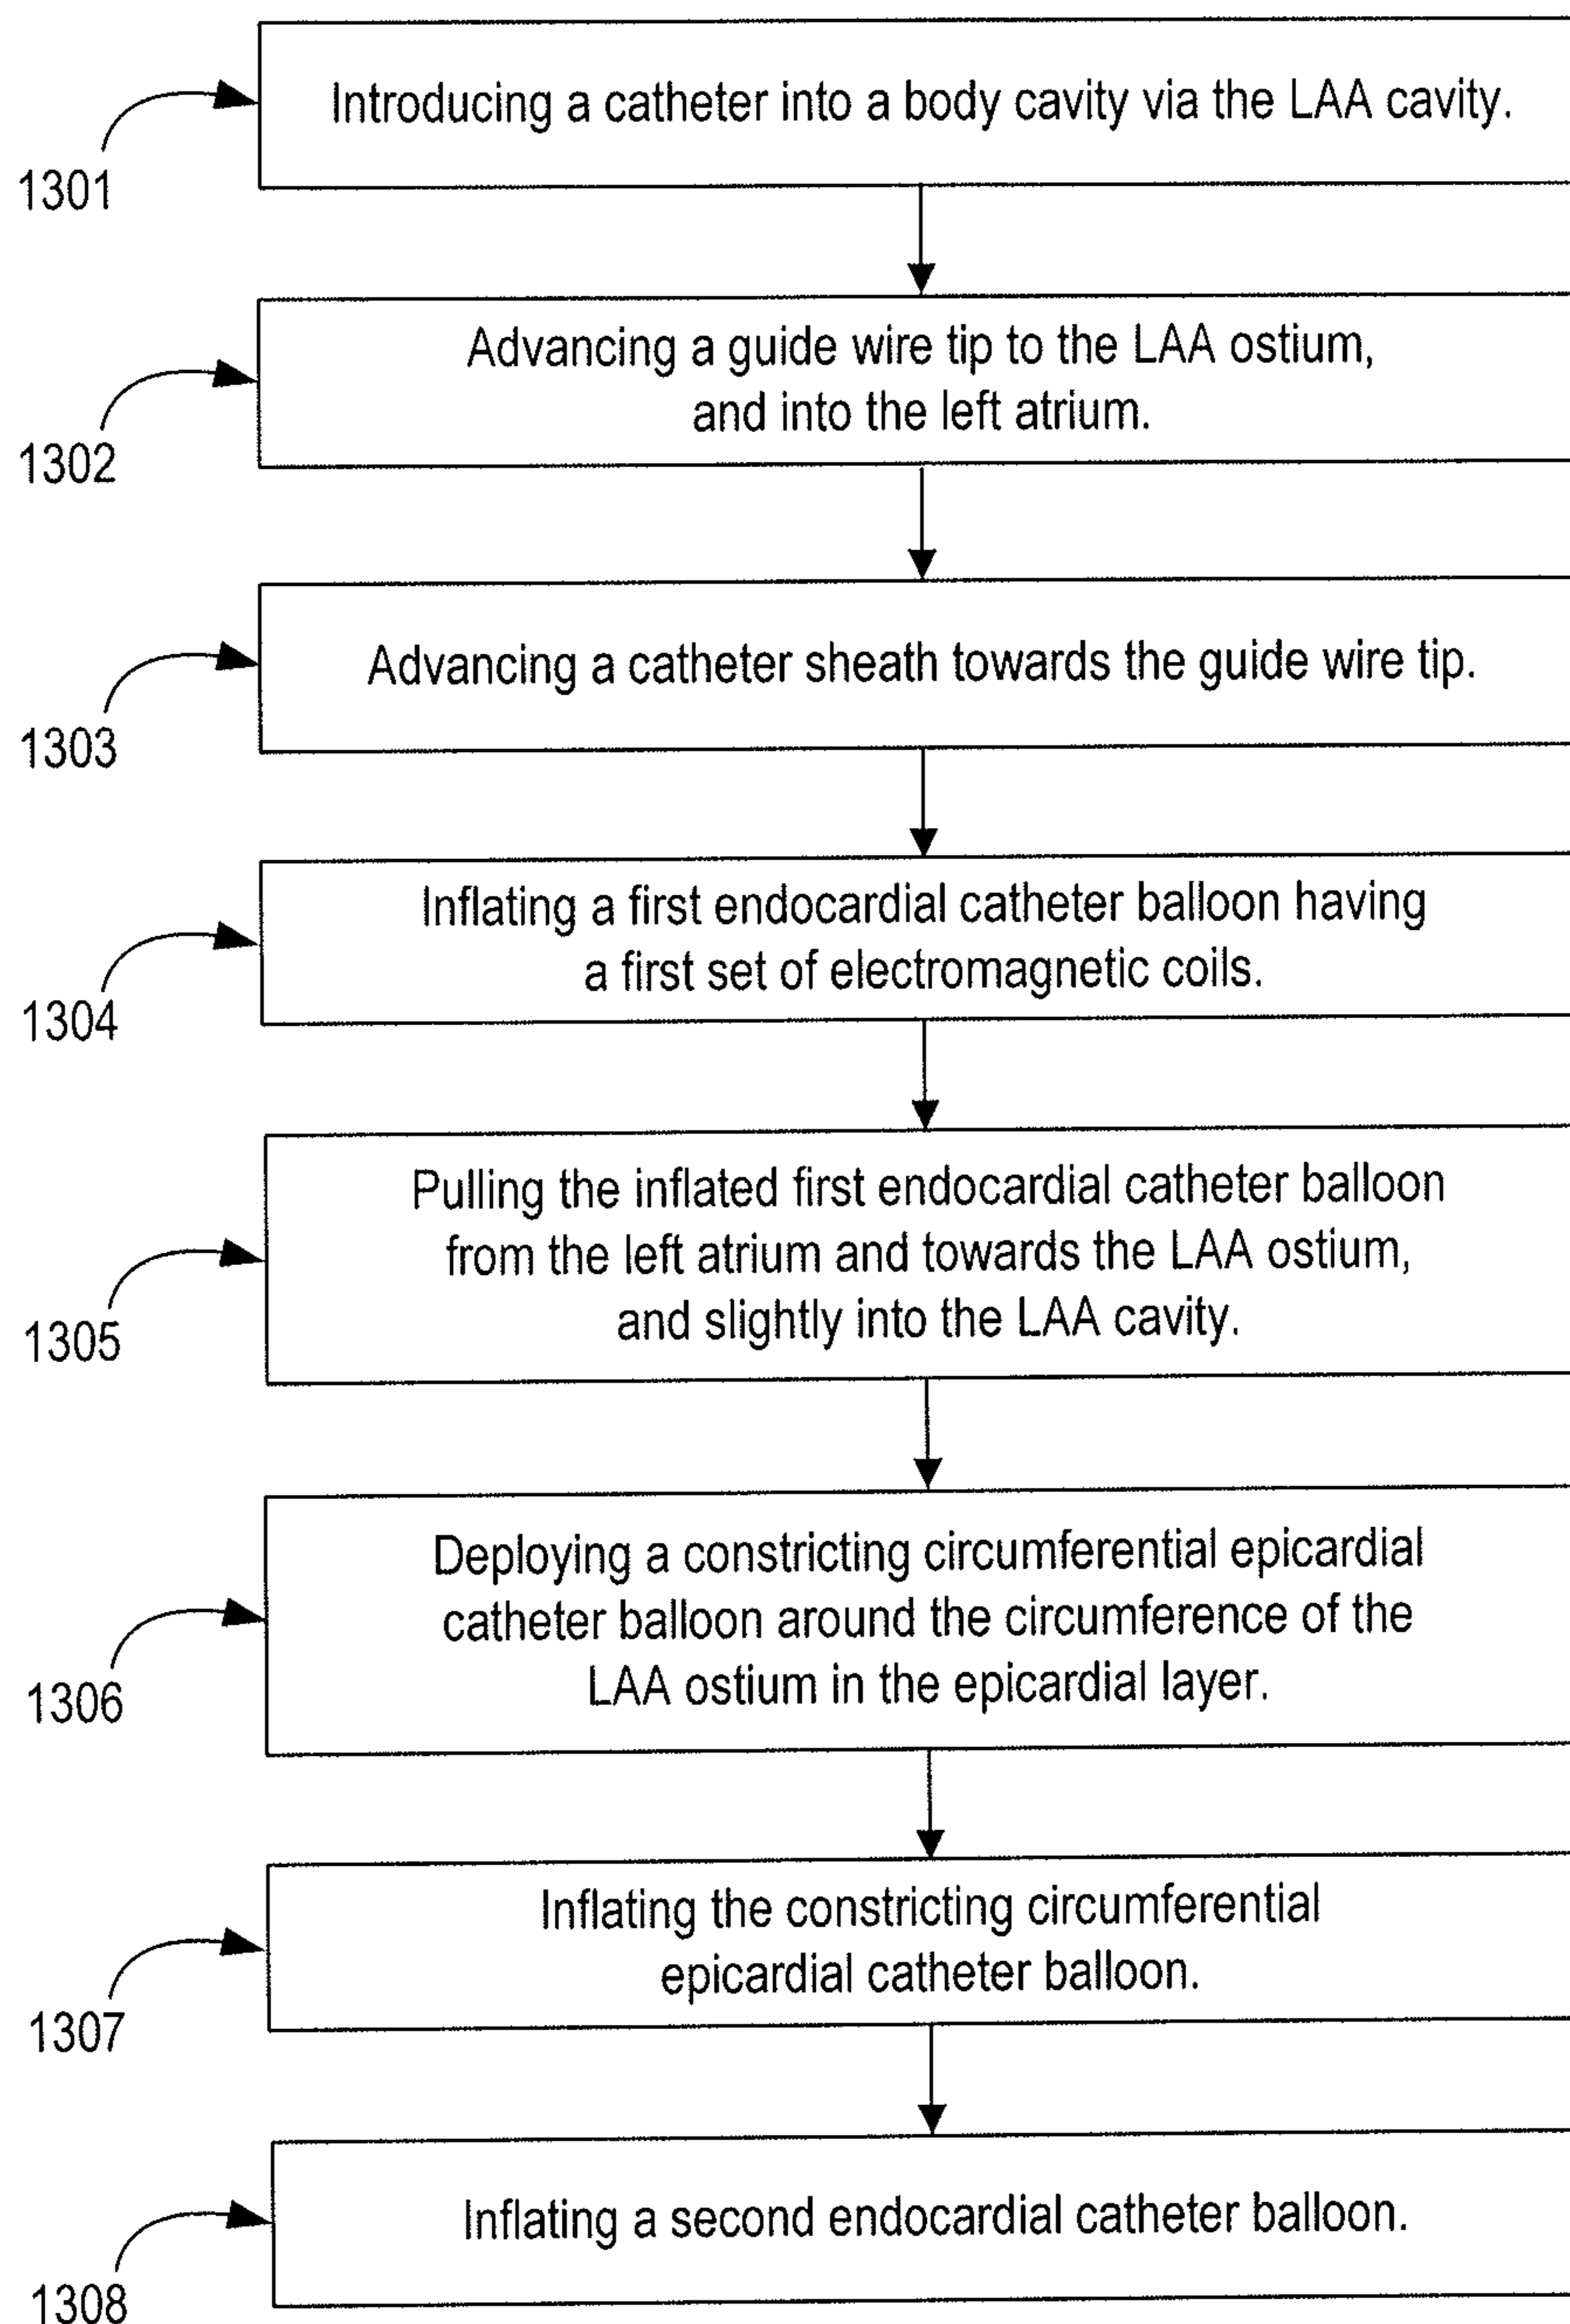 Introducing a catheter into a body cavity via the LAA cavity.
1301
Advancing a guide wire tip to the LAA ostium,
and into the left atrium.
1302
Advancing a catheter sheath towards the guide wire tip.
1303
Inflating a first endocardial catheter balloon having
a first set of electromagnetic coils.
1304
Pulling the inflated first endocardial catheter balloon
from the left atrium and towards the LAA ostium,
and slightly into the LAA cavity.
1305
Deploying a constricting circumferential epicardial
catheter balloon around the circumference of the
LAA ostium in the epicardial layer.
1306
Inflating the constricting circumferential
epicardial catheter balloon.
1307
Inflating a second endocardial catheter balloon.
1308